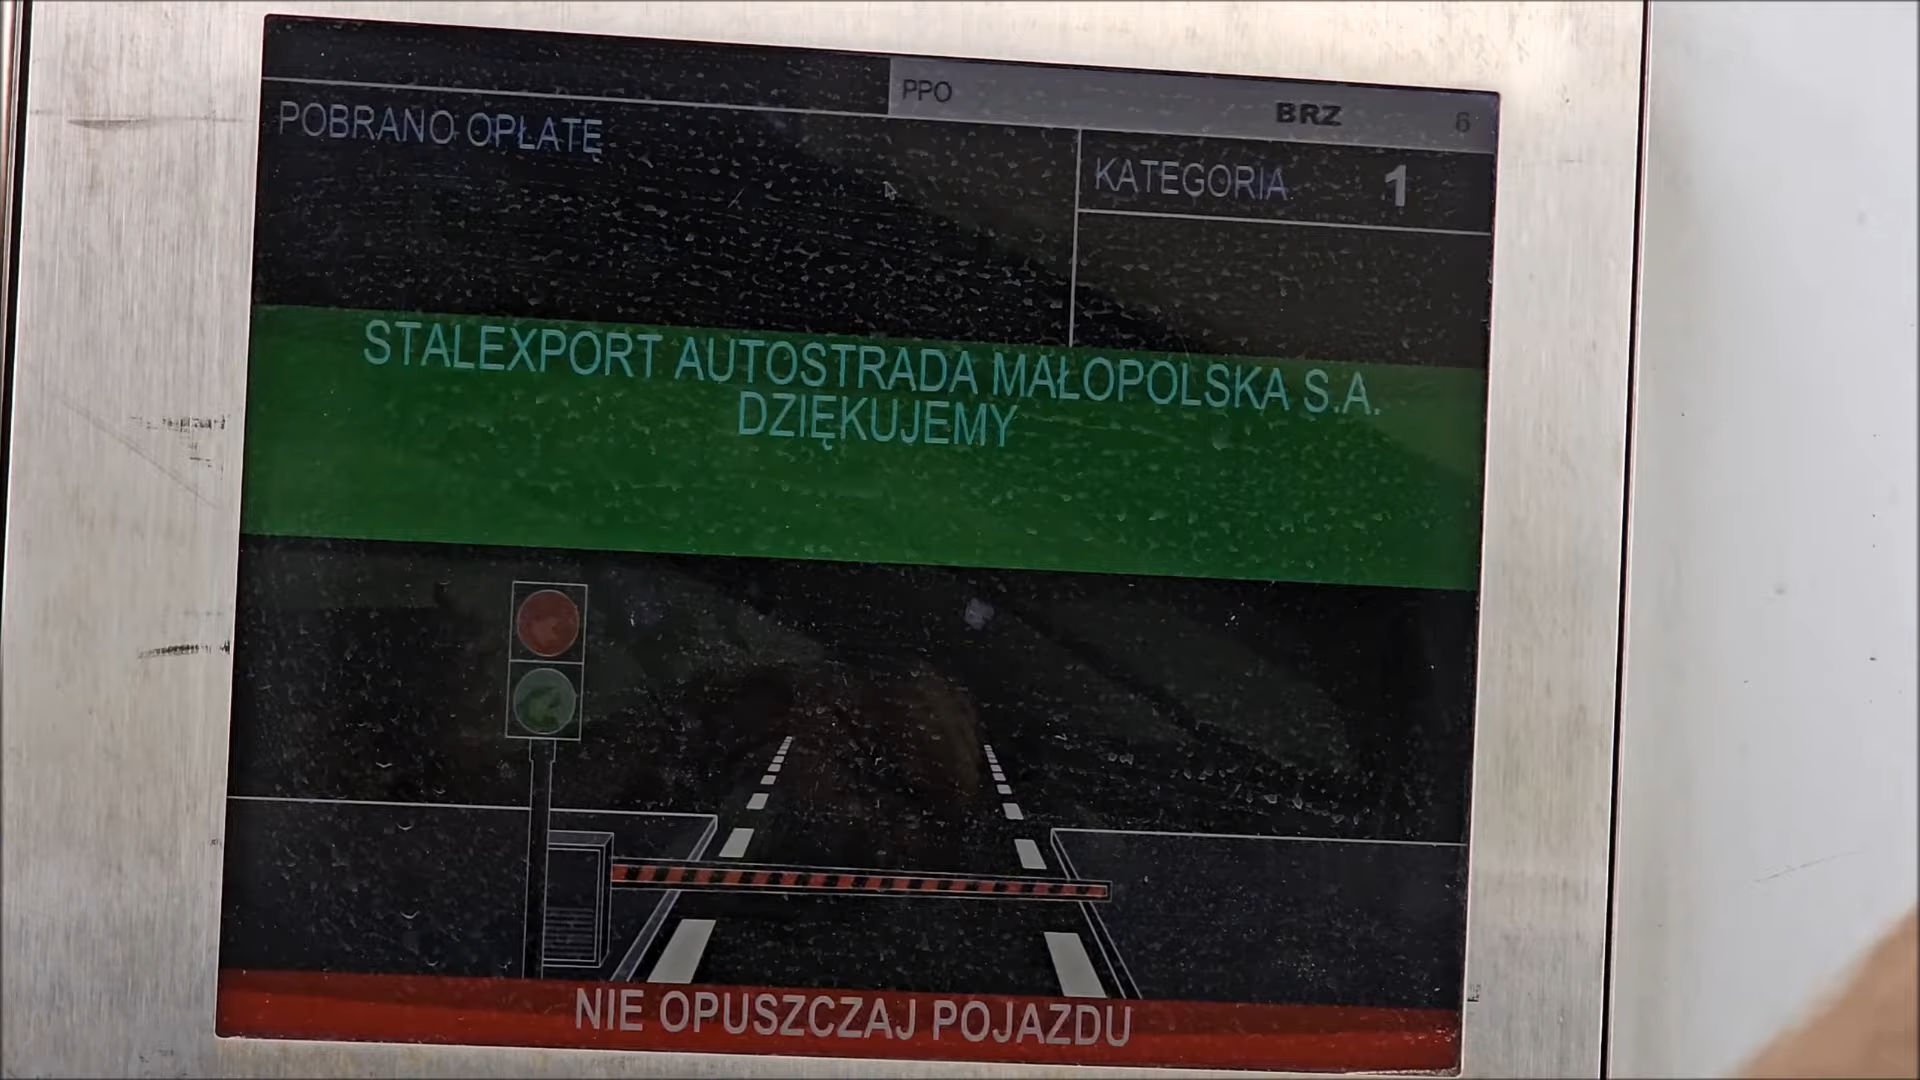 PPO BRZ 6
POBRANO OPŁATĘ
KATEGORIA 1
STALEXPORT AUTOSTRADA MAŁOPOLSKA S.A.
DZIĘKUJEMY
NIE OPUSZCZAJ POJAZDU